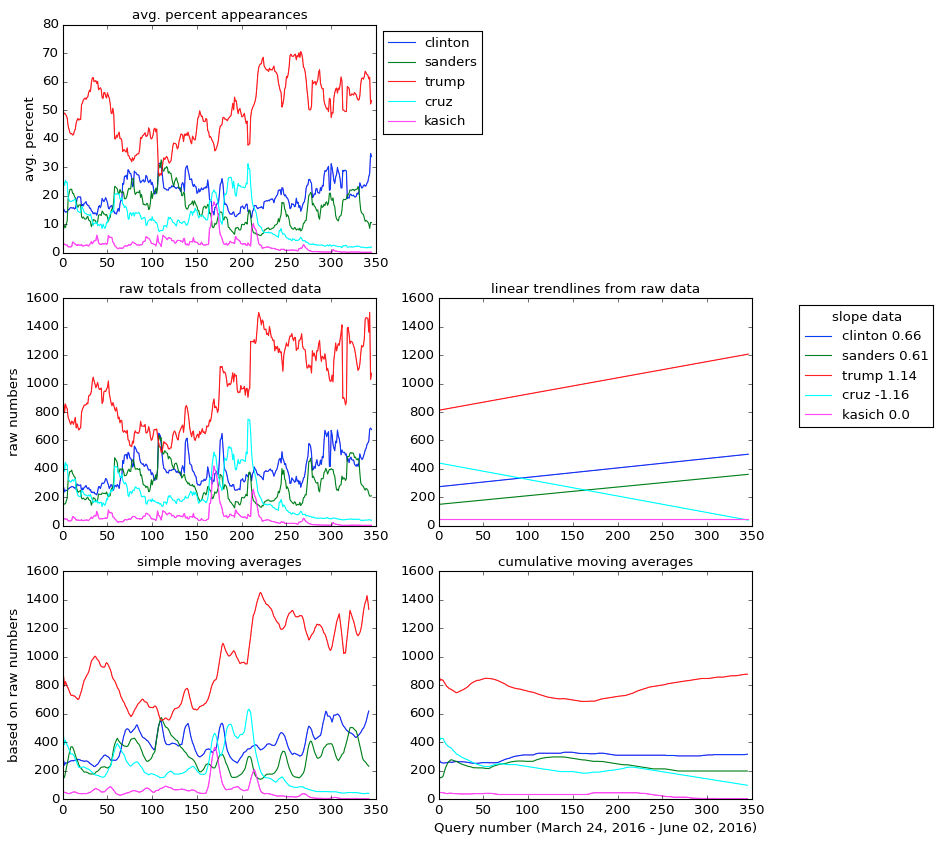 avg. percent appearances
80
70
60
50
40
30
20
10
0
avg. percent
0 50 100 150 200 250 300 350
clinton
sanders
trump
cruz
kasich
raw totals from collected data
1600
1400
1200
1000
800
600
400
200
0
raw numbers
0 50 100 150 200 250 300 350
linear trendlines from raw data
1600
1400
1200
1000
800
600
400
200
0
0 50 100 150 200 250 300 350
slope data
clinton 0.66
sanders 0.61
trump 1.14
cruz -1.16
kasich 0.0
simple moving averages
1600
1400
1200
1000
800
600
400
200
0
based on raw numbers
0 50 100 150 200 250 300 350
cumulative moving averages
1600
1400
1200
1000
800
600
400
200
0
0 50 100 150 200 250 300 350
Query number (March 24, 2016 - June 02, 2016)